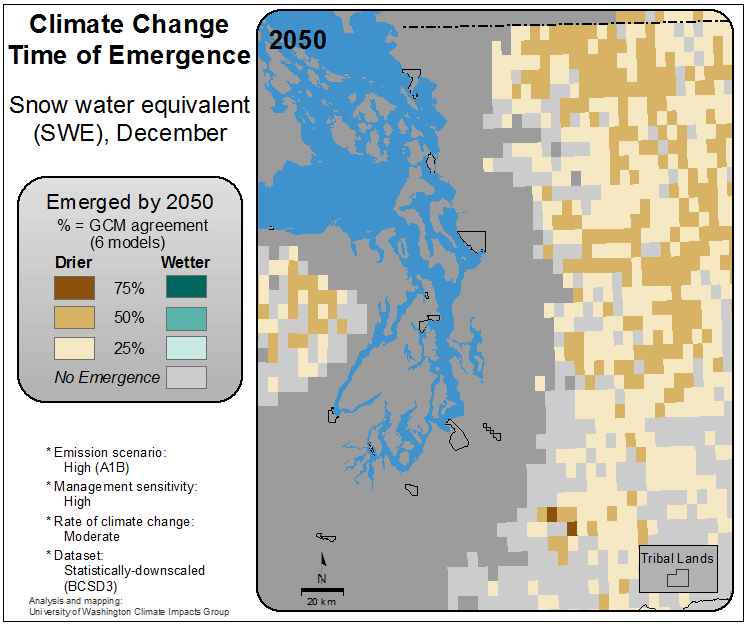 Climate Change
Time of Emergence
Snow water equivalent
(SWE), December
Emerged by 2050
% = GCM agreement
(6 models)
Drier
Wetter
75%
50%
25%
No Emergence
* Emission scenario:
High (A1B)
* Management sensitivity:
High
* Rate of climate change:
Moderate
* Dataset:
Statistically-downscaled
(BCSD3)
Analysis and mapping:
University of Washington Climate Impacts Group
2050
N
20 km
Tribal Lands